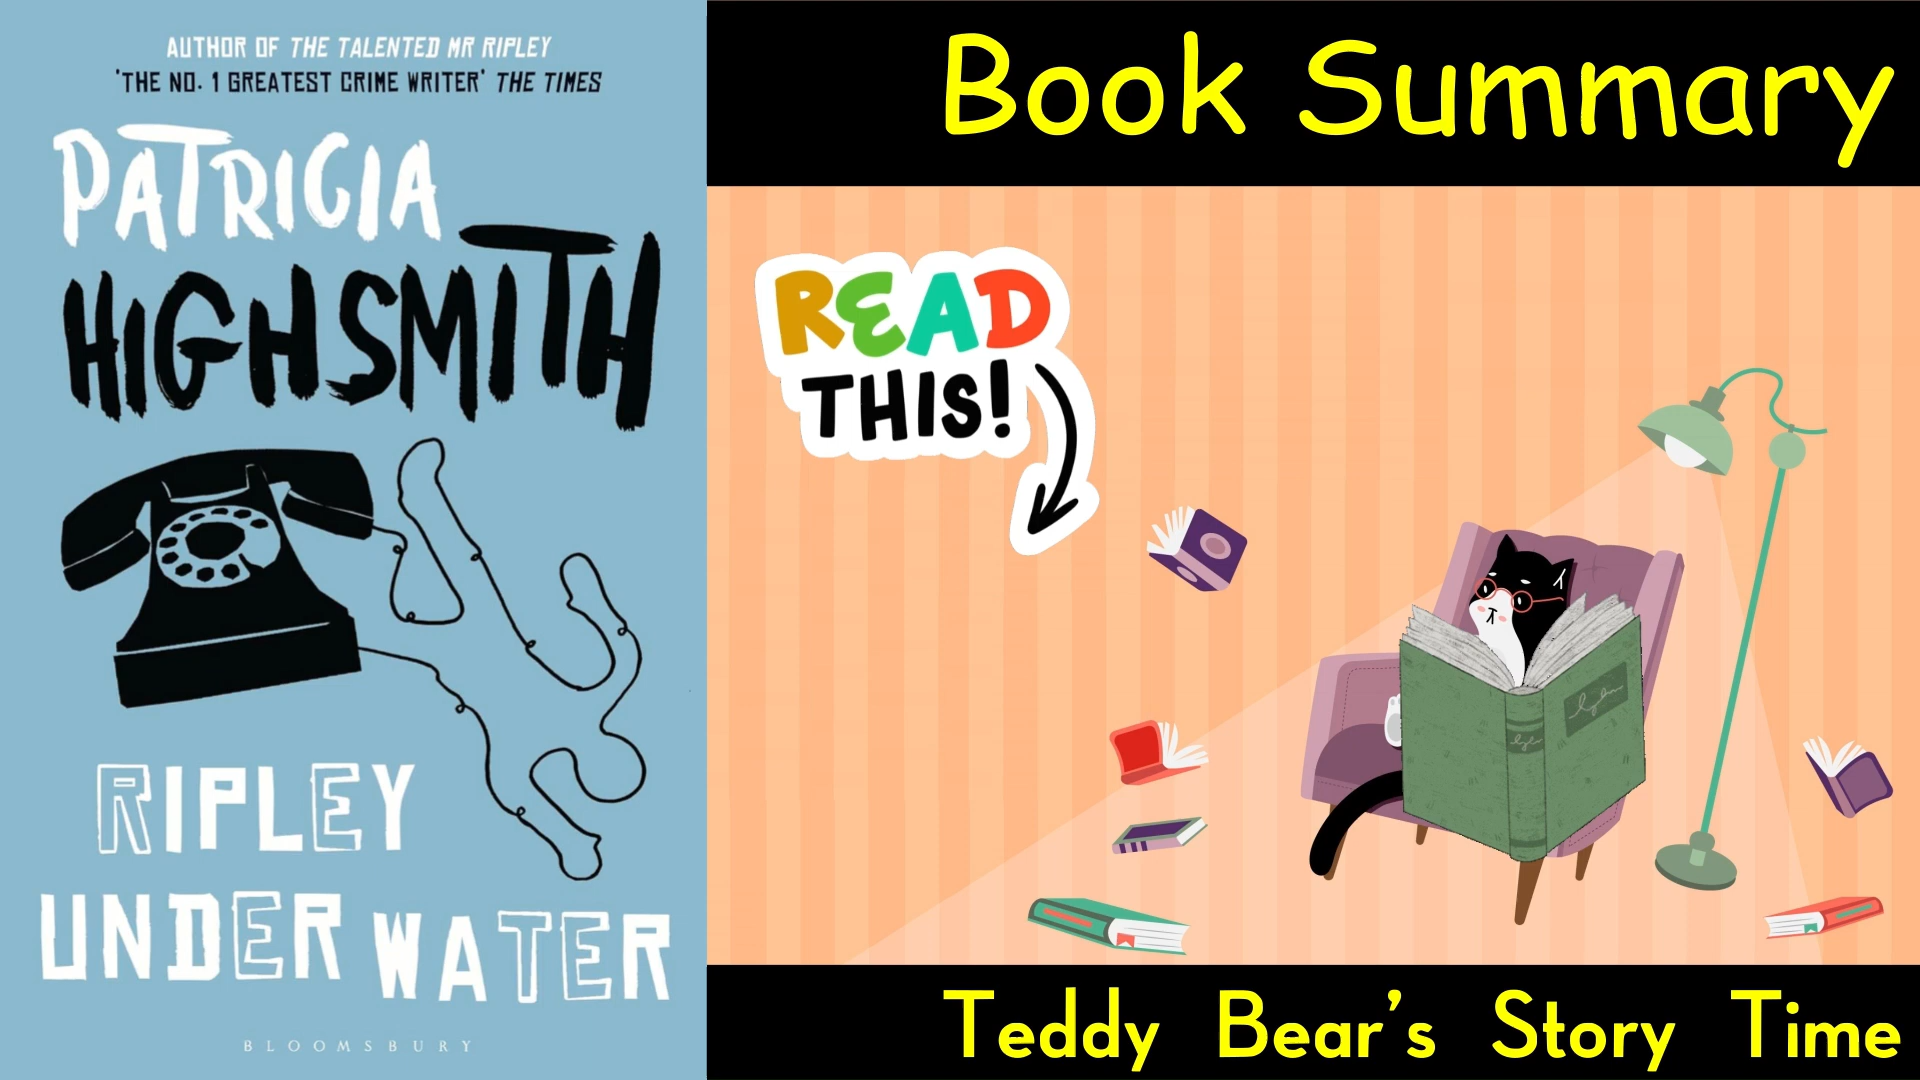 AUTHOR OF THE TALENTED MR RIPLEY
'THE NO. 1 GREATEST CRIME WRITER' THE TIMES
PATRICIA
HIGHSMITH
RIPLEY
UNDER WATER
BLOOMSBURY
Book Summary
READ
THIS!
Teddy Bear's Story Time